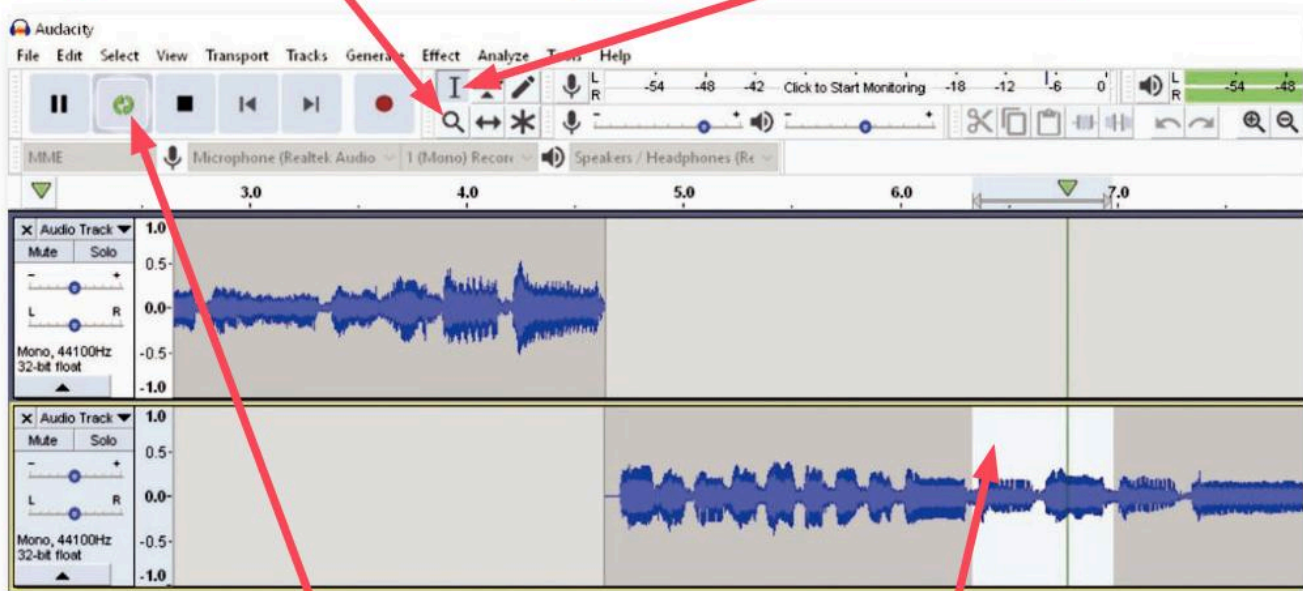 Audacity
File Edit Select View Transport Tracks Effect Analyze Help
L
R
-54 -48 -42 Click to Start Monitoring -18 -12 -6 0
L
R
-54 -48
- +
- +
MME
Microphone (Realtek Audio
1 (Mono) Recor
Speakers / Headphones (Re
3.0 4.0 5.0 6.0 7.0
X Audio Track
Mute Solo
- +
L R
Mono, 44100Hz
32-bit float
1.0
0.5-
0.0-
-0.5-
-1.0
X Audio Track
Mute Solo
- +
L R
Mono, 44100Hz
32-bit float
1.0
0.5-
0.0-
-0.5-
-1.0